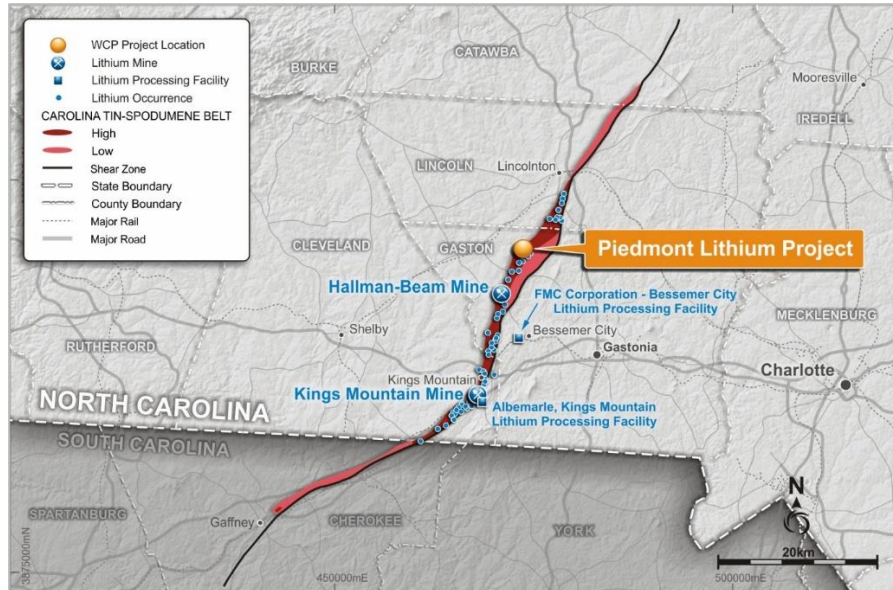 WCP Project Location
Lithium Mine
Lithium Processing Facility
Lithium Occurrence
CAROLINA TIN-SPODUMENE BELT
High
Low
Shear Zone
State Boundary
County Boundary
Major Rail
Major Road
BURKE
CATAWBA
Mooresville
IREDELL
LINCOLN
Lincolnton
CLEVELAND
GASTON
Piedmont Lithium Project
Hallman-Beam Mine
FMC Corporation - Bessemer City
Lithium Processing Facility
MECKLENBURG
Shelby
Bessemer City
RUTHERFORD
Gastonia
Charlotte
Kings Mountain
Kings Mountain Mine
NORTH CAROLINA
Albemarle, Kings Mountain
Lithium Processing Facility
SOUTH CAROLINA
SPARTANBURG
Gaffney
CHEROKEE
YORK
N
20km
3875000mN
450000mE
500000mE